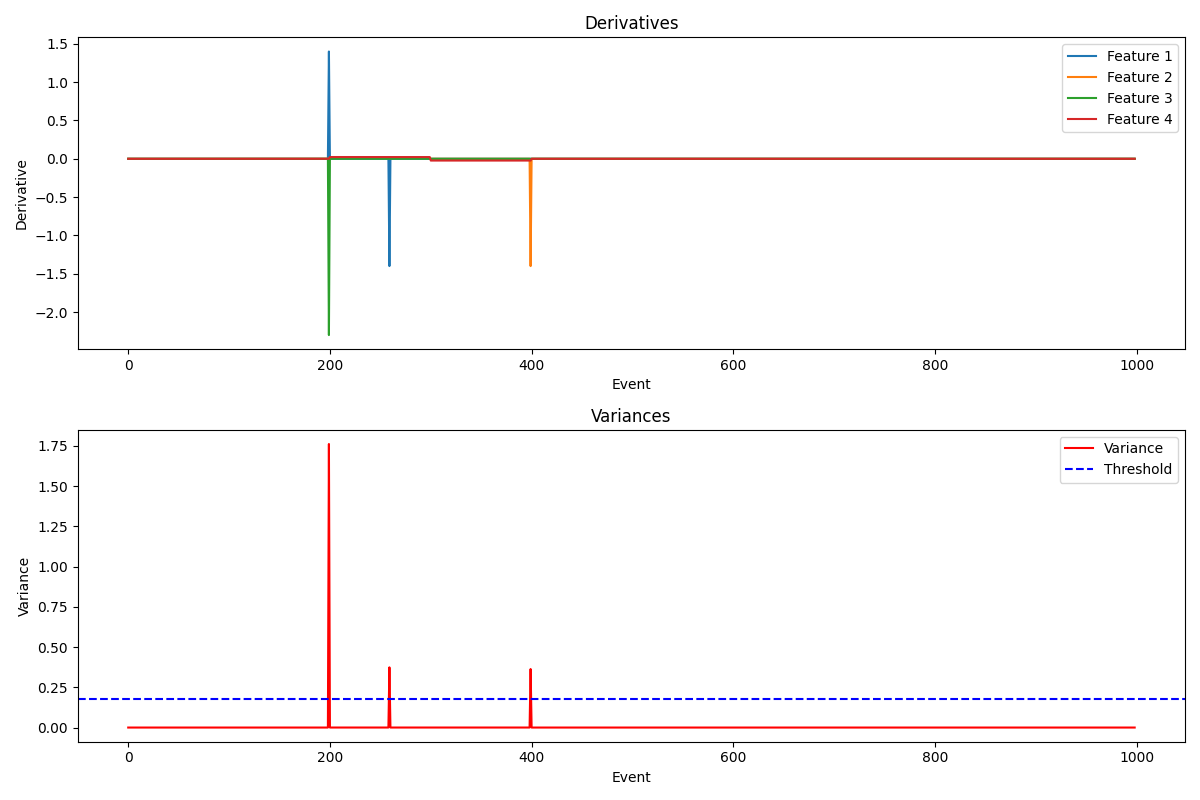 Derivatives
1.5
1.0
0.5
0.0
−0.5
−1.0
−1.5
−2.0
Derivative
Feature 1
Feature 2
Feature 3
Feature 4
0 200 400 600 800 1000
Event
Variances
1.75
1.50
1.25
1.00
0.75
0.50
0.25
0.00
Variance
Variance
Threshold
0 200 400 600 800 1000
Event